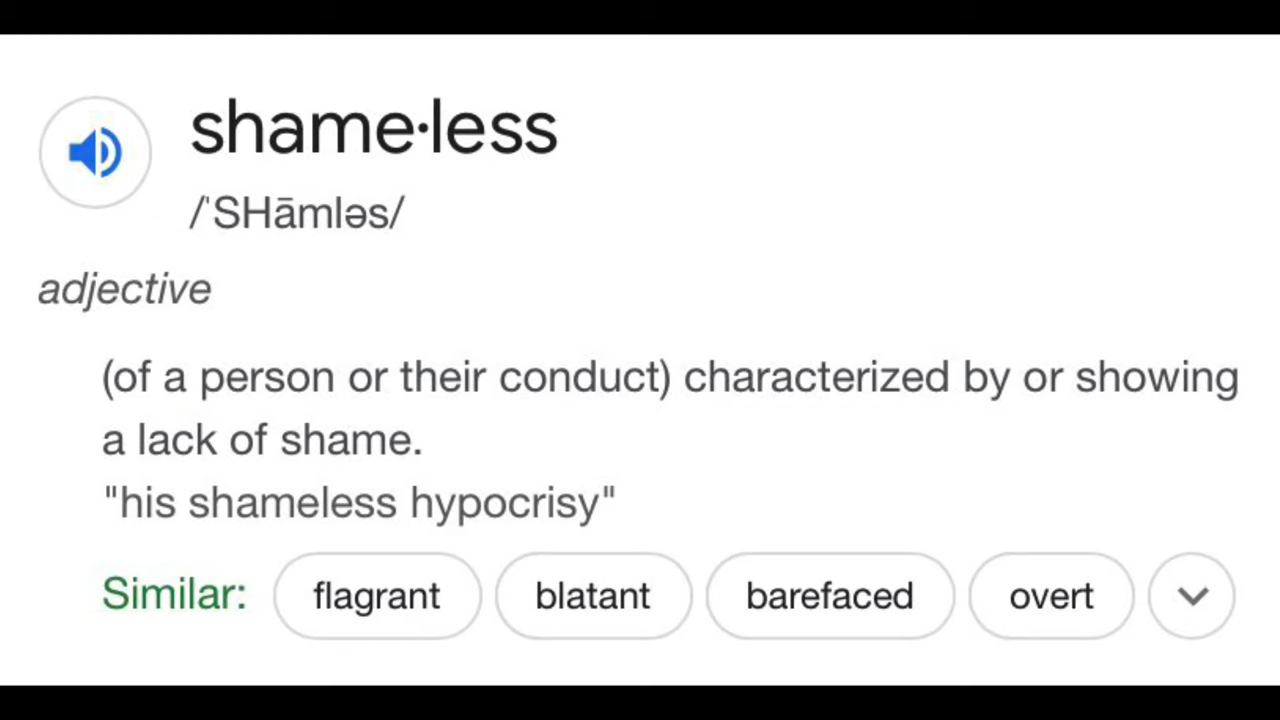 shame·less
/ˈSHāmləs/
adjective
(of a person or their conduct) characterized by or showing
a lack of shame.
"his shameless hypocrisy"
Similar: flagrant blatant barefaced overt